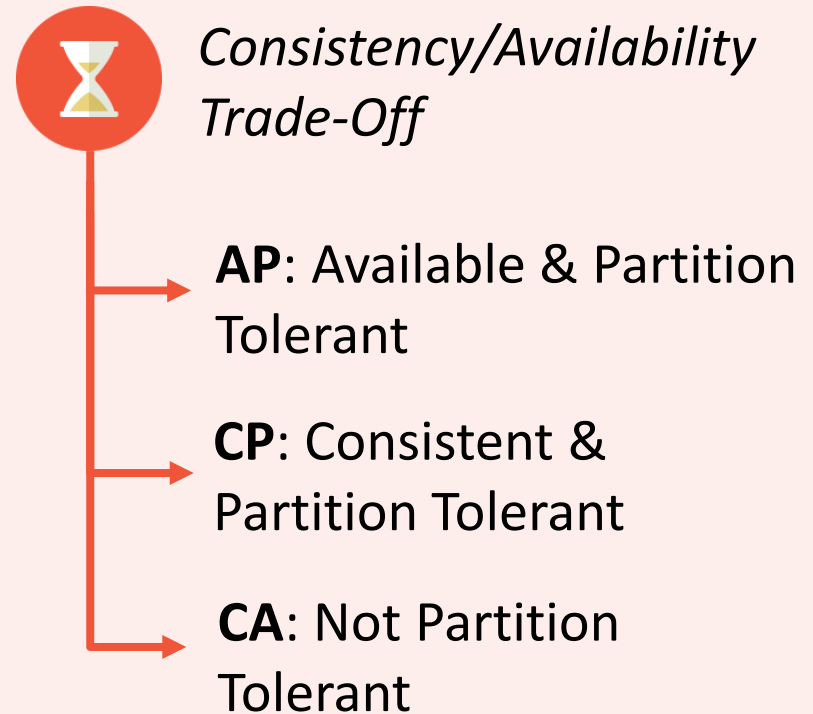 Consistency/Availability
Trade-Off
AP: Available & Partition
Tolerant
CP: Consistent &
Partition Tolerant
CA: Not Partition
Tolerant